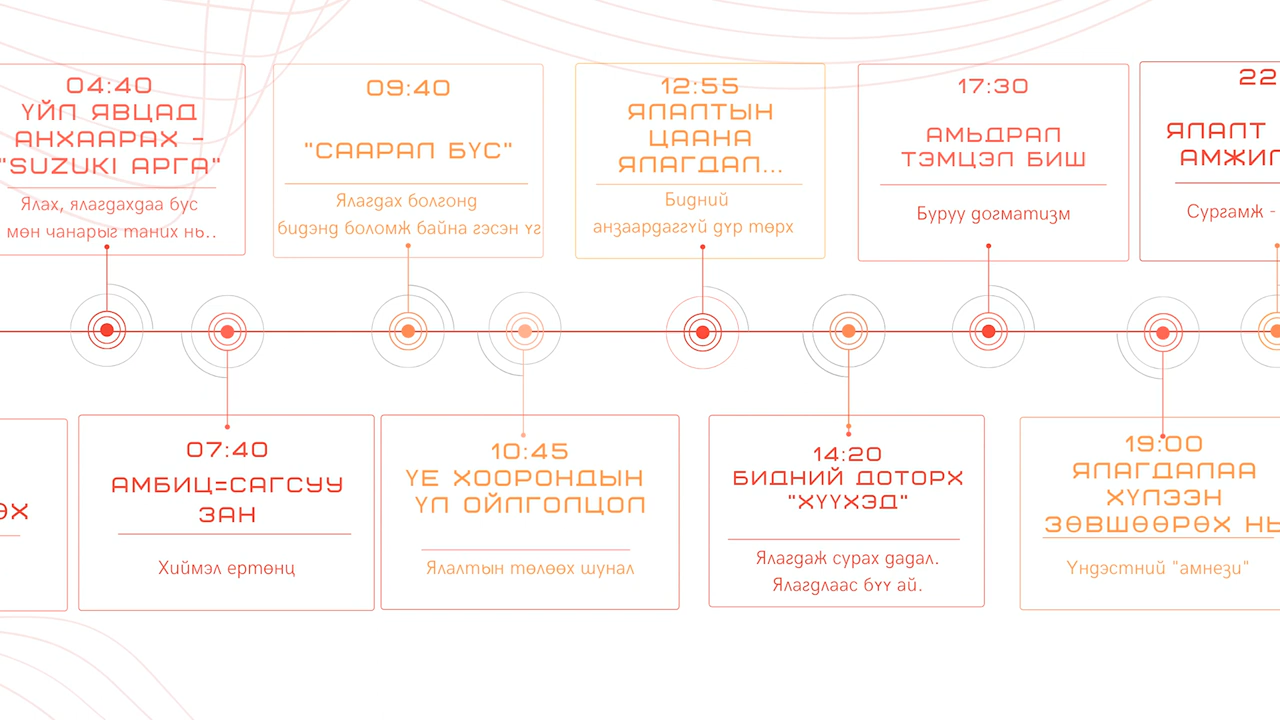 04:40
ҮЙЛ ЯВЦАД
АНХААРАХ -
"SUZUKI АРГА"
Ялах, ялагдахдаа бус
мөн чанарыг таних нь..
09:40
"СААРАЛ БҮС"
Ялагдах болгонд
бидэнд боломж байна гэсэн үг
12:55
ЯЛАЛТЫН
ЦААНА
ЯЛАГДАЛ...
Бидний
анзаардаггүй дүр төрх
17:30
АМЬДРАЛ
ТЭМЦЭЛ БИШ
Буруу догматизм
22
ЯЛАЛТ
Сургамж -
07:40
АМБИЦ=САГСУУ
ЗАН
Хиймэл ертөнц
10:45
ҮЕ ХООРОНДЫН
ҮЛ ОЙЛГОЛЦОЛ
Ялалтын төлөөх шунал
14:20
БИДНИЙ ДОТОРХ
"ХҮҮХЭД"
Ялагдаж сурах дадал.
Ялагдлаас бүү ай.
19:00
ЯЛАГДАЛАА
ХҮЛЭЭН
ЗӨВШӨӨРӨХ НЬ
Үндэстний "амнези"